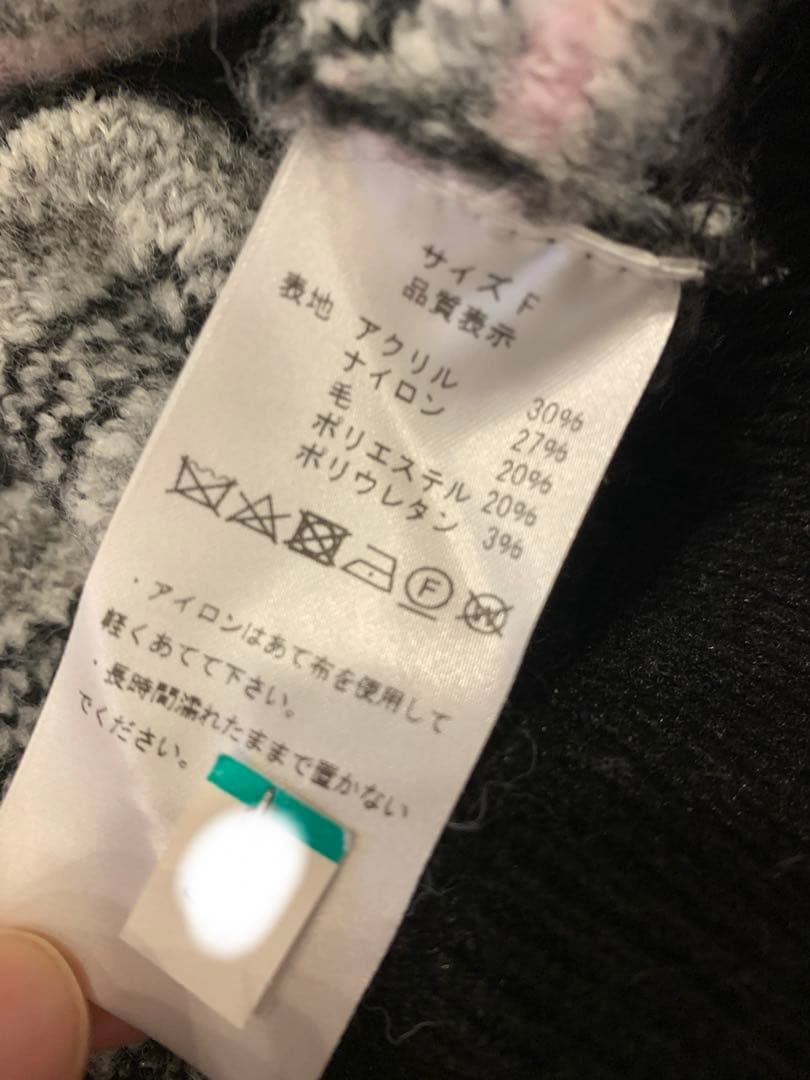 サイズ F
品質表示
表地 アクリル 30%
ナイロン 27%
毛 20%
ポリエステル 20%
ポリウレタン 3%
F W
・アイロンはあて布を使用して
軽くあてて下さい。
・長時間濡れたままで置かない
でください。